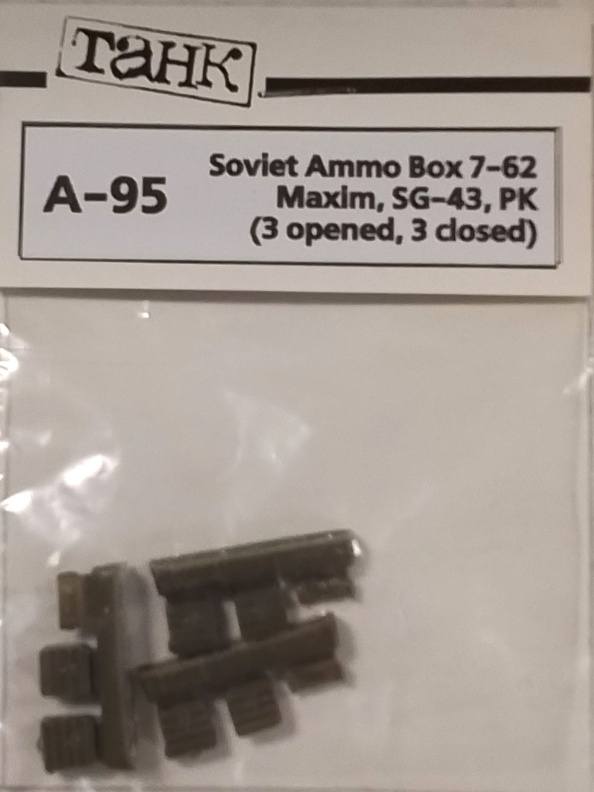 танк
A-95
Soviet Ammo Box 7-62
Maxim, SG-43, PK
(3 opened, 3 closed)